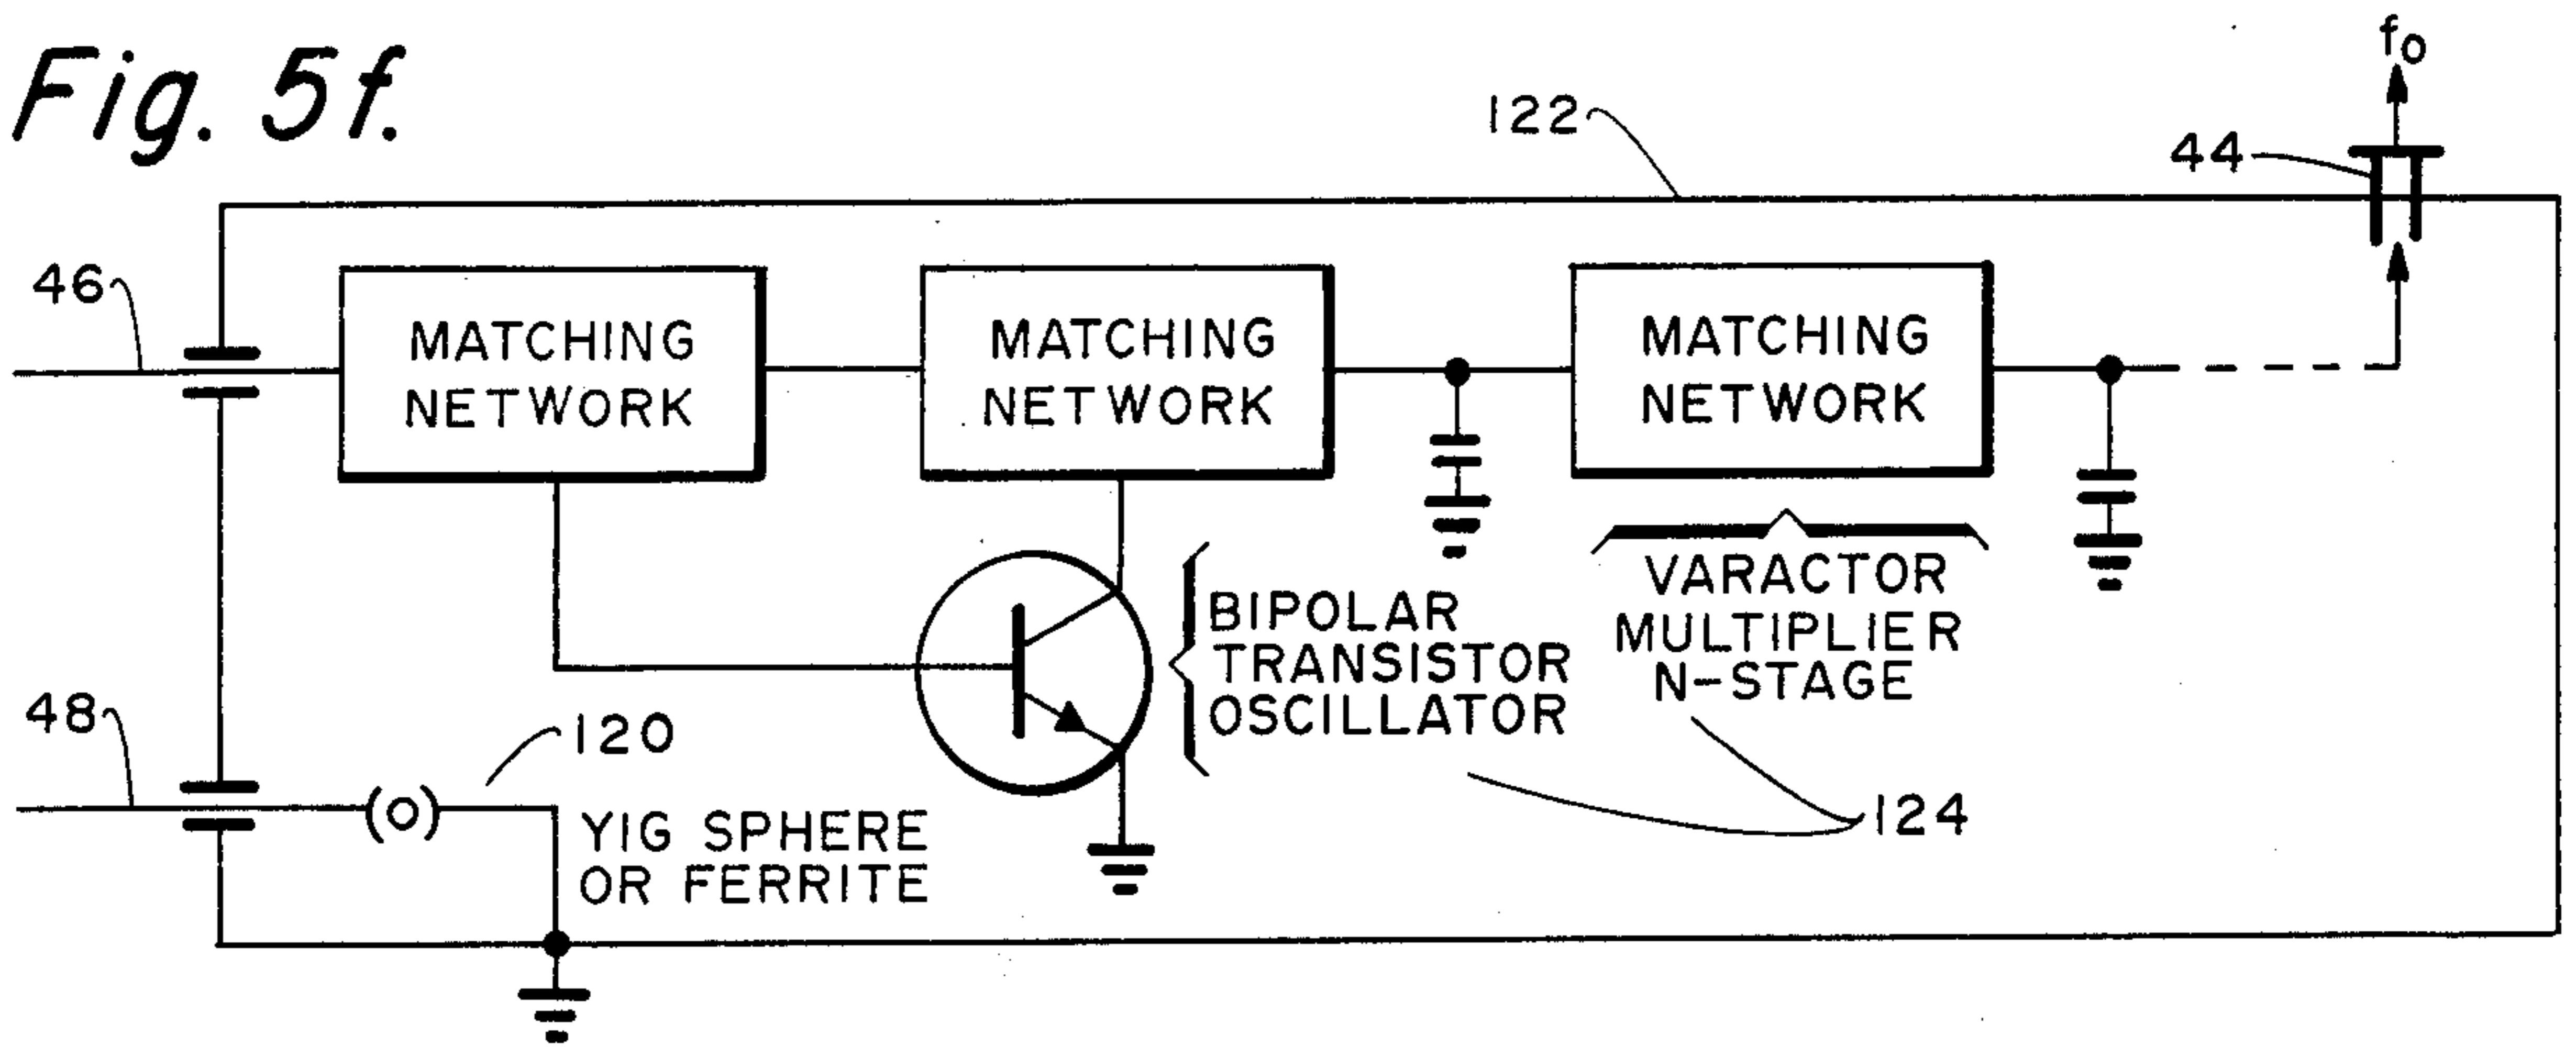 Fig. 5f.
f0
122
44
46
MATCHING
NETWORK
MATCHING
NETWORK
MATCHING
NETWORK
VARACTOR
MULTIPLIER
N-STAGE
BIPOLAR
TRANSISTOR
OSCILLATOR
48
120
YIG SPHERE
OR FERRITE
124